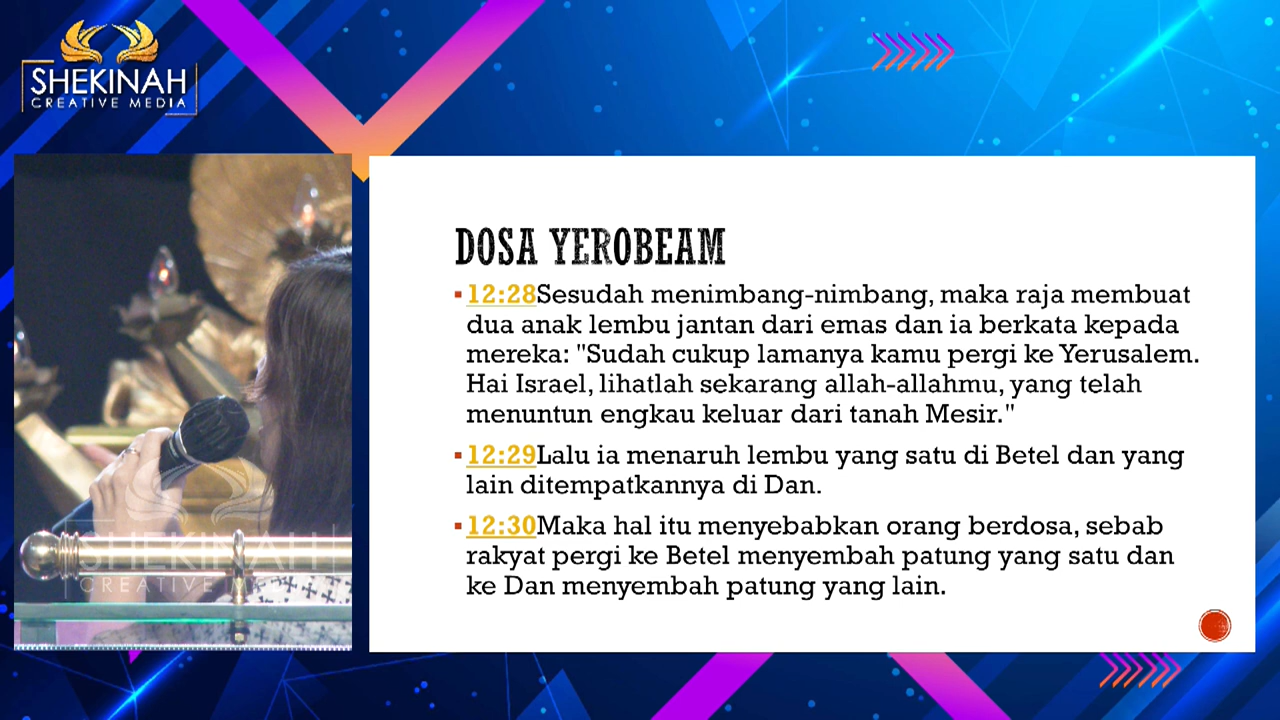 SHEKINAH
CREATIVE MEDIA
DOSA YEROBEAM
12:28Sesudah menimbang-nimbang, maka raja membuat
dua anak lembu jantan dari emas dan ia berkata kepada
mereka: "Sudah cukup lamanya kamu pergi ke Yerusalem.
Hai Israel, lihatlah sekarang allah-allahmu, yang telah
menuntun engkau keluar dari tanah Mesir."
12:29Lalu ia menaruh lembu yang satu di Betel dan yang
lain ditempatkannya di Dan.
12:30Maka hal itu menyebabkan orang berdosa, sebab
rakyat pergi ke Betel menyembah patung yang satu dan
ke Dan menyembah patung yang lain.
SHEKINAH
CREATIVE MEDIA